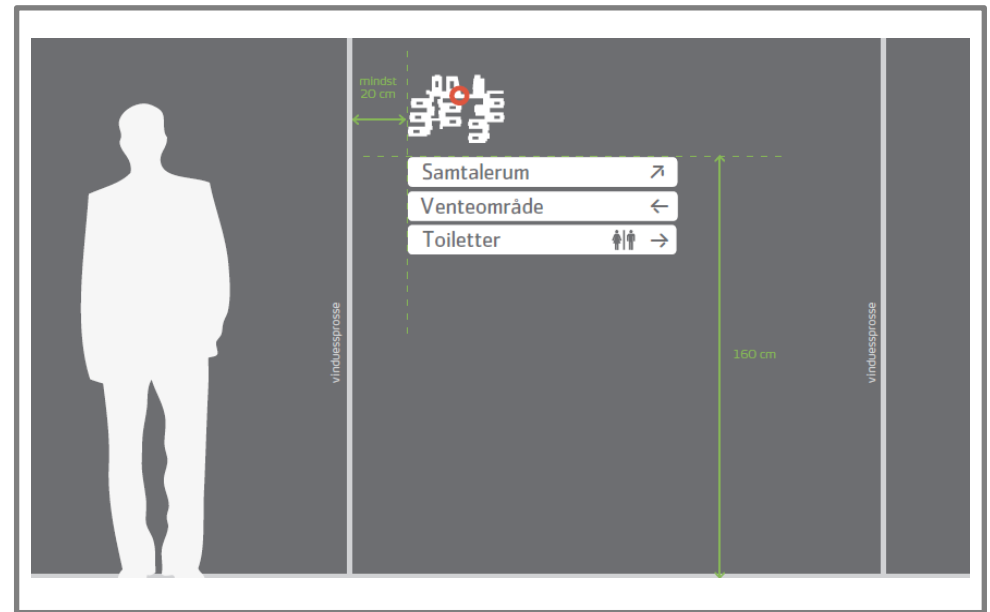 mindst
20 cm
Samtalerum
Venteområde
Toiletter
vinduessprosse
160 cm
vinduessprosse